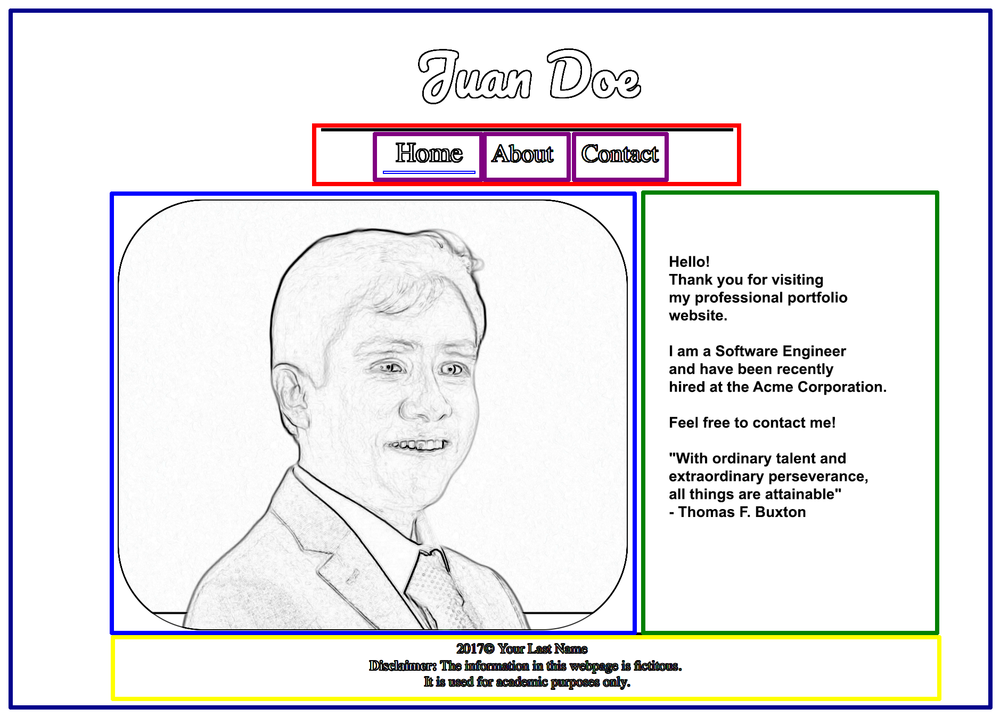 Juan Doe
Home About Contact
Hello!
Thank you for visiting
my professional portfolio
website.
I am a Software Engineer
and have been recently
hired at the Acme Corporation.
Feel free to contact me!
"With ordinary talent and
extraordinary perseverance,
all things are attainable"
- Thomas F. Buxton
2017© Your Last Name
Disclaimer: The information in this webpage is fictitous.
It is used for academic purposes only.